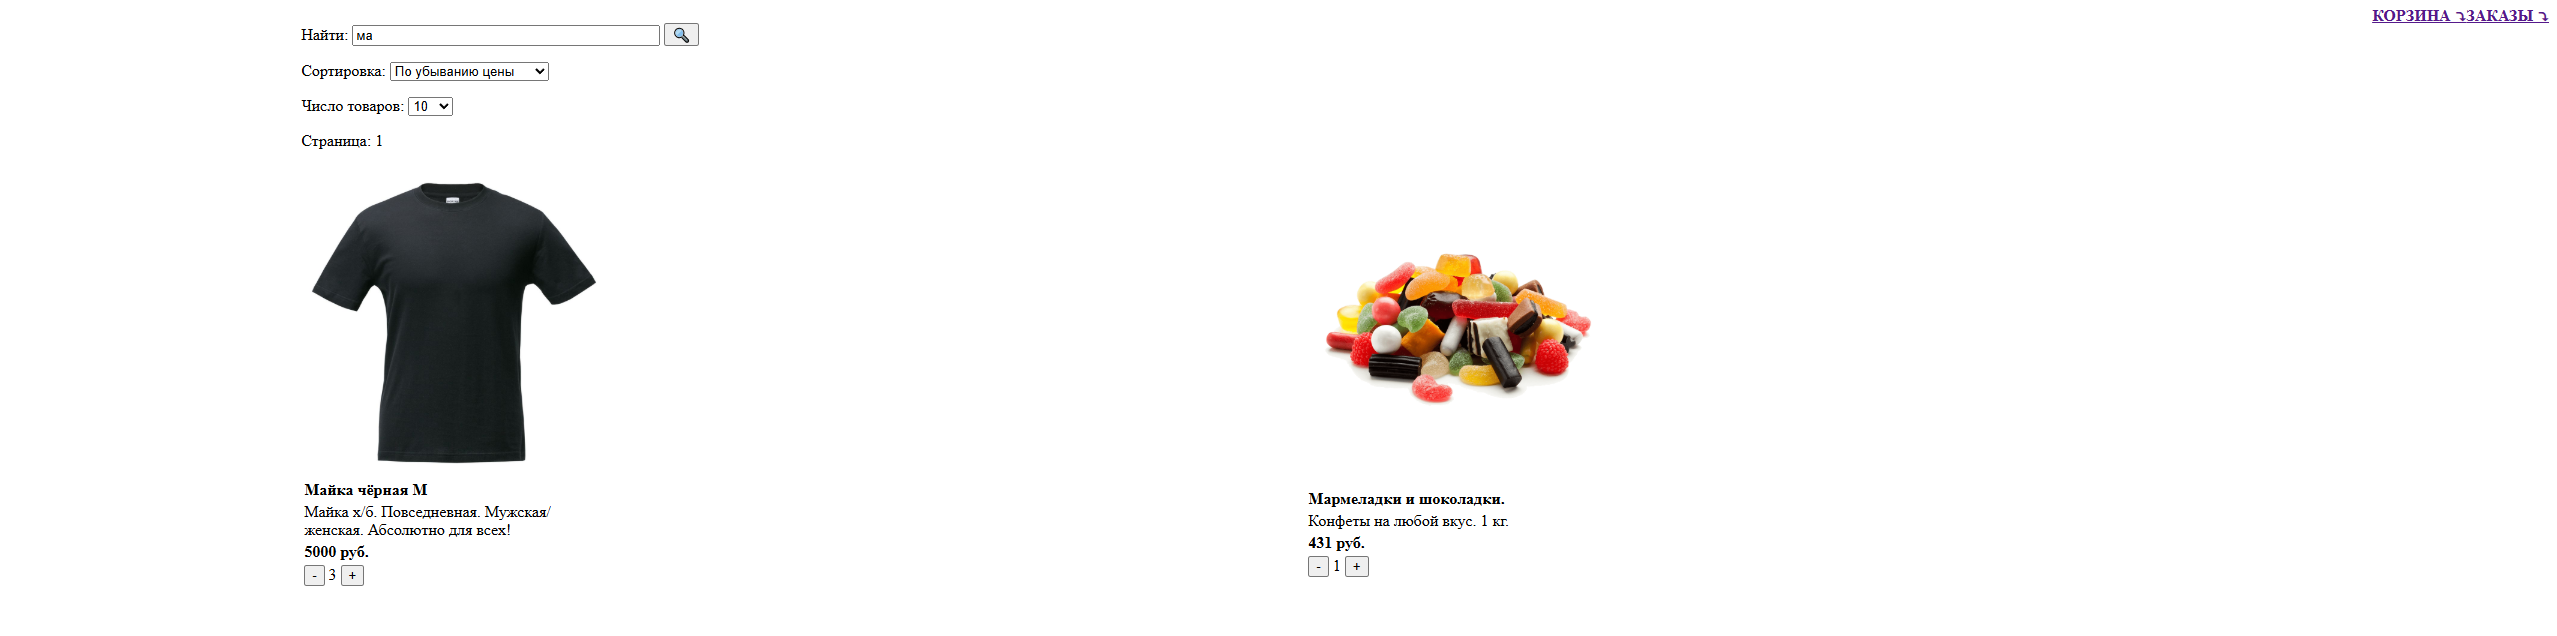 КОРЗИНА ⤵ЗАКАЗЫ ⤵
Найти: ма
Сортировка: По убыванию цены
Число товаров: 10
Страница: 1
Майка чёрная М
Майка х/б. Повседневная. Мужская/
женская. Абсолютно для всех!
5000 руб.
- 3 +
Мармеладки и шоколадки.
Конфеты на любой вкус. 1 кг.
431 руб.
- 1 +